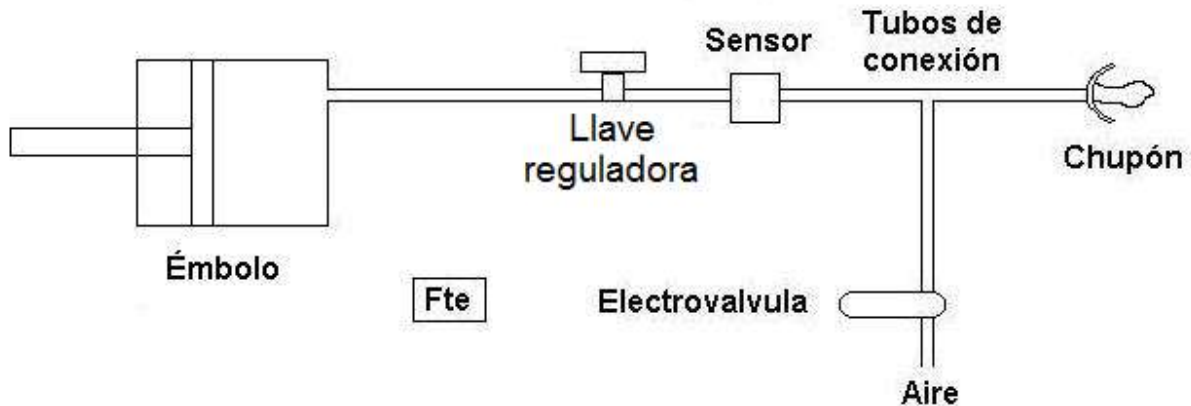 Sensor
Tubos de
conexión
Llave
reguladora
Chupón
Émbolo
Fte
Electrovalvula
Aire